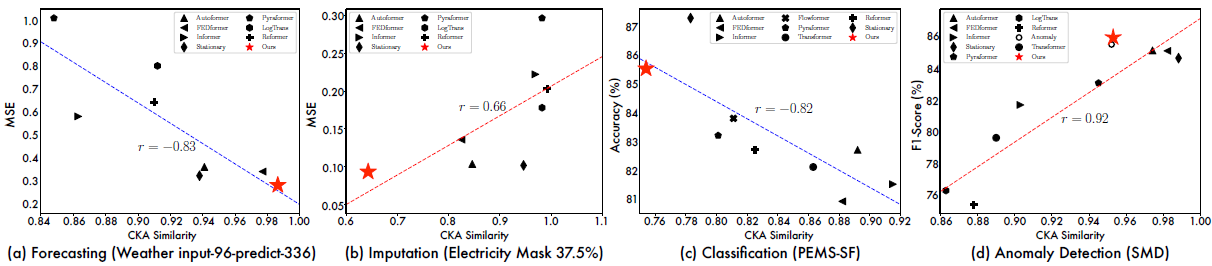 1.0
0.9
0.8
0.7
0.6
0.5
0.4
0.3
0.2
MSE
Autoformer
FEDformer
Informer
Stationary
Pyraformer
LogTrans
Reformer
Ours
r = −0.83
0.84 0.86 0.88 0.90 0.92 0.94 0.96 0.98 1.00
CKA Similarity
(a) Forecasting (Weather input-96-predict-336)
0.30
0.25
0.20
0.15
0.10
0.05
MSE
Autoformer
FEDformer
Informer
Stationary
Pyraformer
LogTrans
Reformer
Ours
r = 0.66
0.6 0.7 0.8 0.9 1.0 1.1
CKA Similarity
(b) Imputation (Electricity Mask 37.5%)
87
86
85
84
83
82
81
Accuracy (%)
Autoformer
FEDformer
Informer
Flowformer
Pyraformer
Transformer
Reformer
Stationary
Ours
r = −0.82
0.76 0.78 0.80 0.82 0.84 0.86 0.88 0.90 0.92
CKA Similarity
(c) Classification (PEMS-SF)
86
84
82
80
78
76
F1-Score (%)
Autoformer
FEDformer
Informer
Stationary
Pyraformer
LogTrans
Reformer
Anomaly
Transformer
Ours
r = 0.92
0.86 0.88 0.90 0.92 0.94 0.96 0.98 1.00
CKA Similarity
(d) Anomaly Detection (SMD)